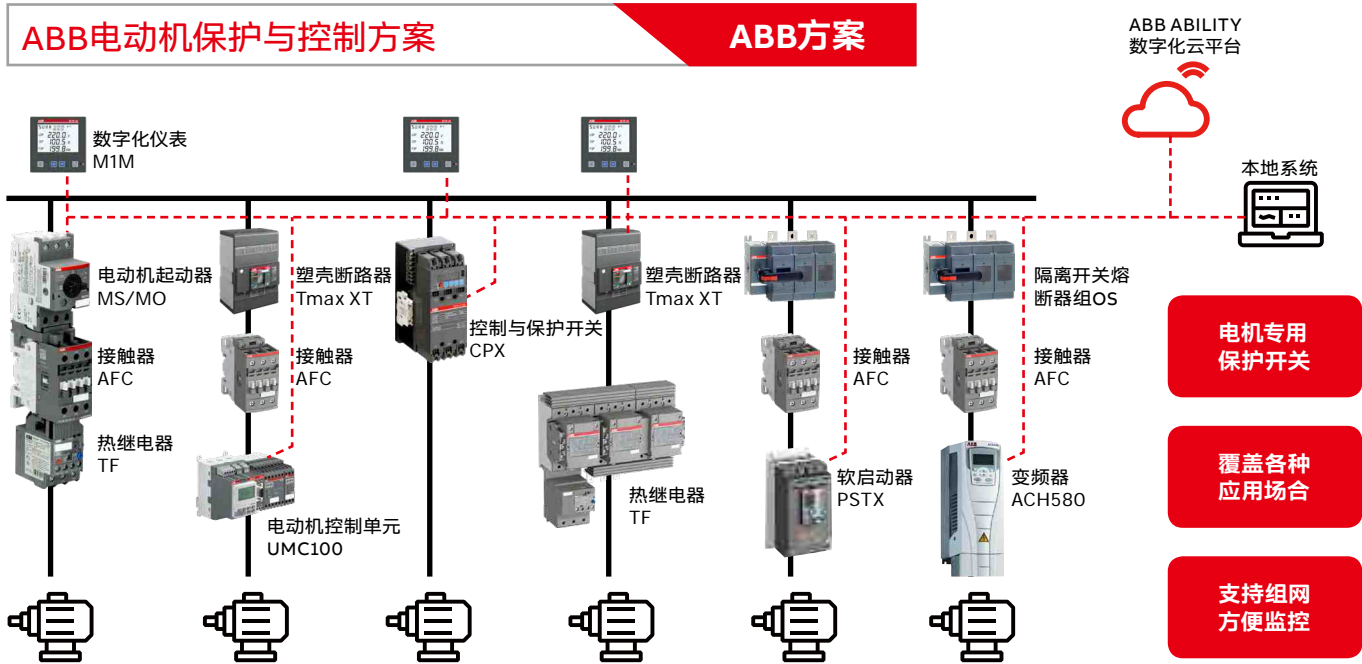 ABB电动机保护与控制方案
ABB方案
ABB ABILITY
数字化云平台
数字化仪表
M1M
本地系统
电动机起动器
MS/MO
接触器
AFC
热继电器
TF
塑壳断路器
Tmax XT
接触器
AFC
电动机控制单元
UMC100
控制与保护开关
CPX
塑壳断路器
Tmax XT
热继电器
TF
接触器
AFC
软启动器
PSTX
隔离开关熔
断器组OS
接触器
AFC
变频器
ACH580
电机专用
保护开关
覆盖各种
应用场合
支持组网
方便监控